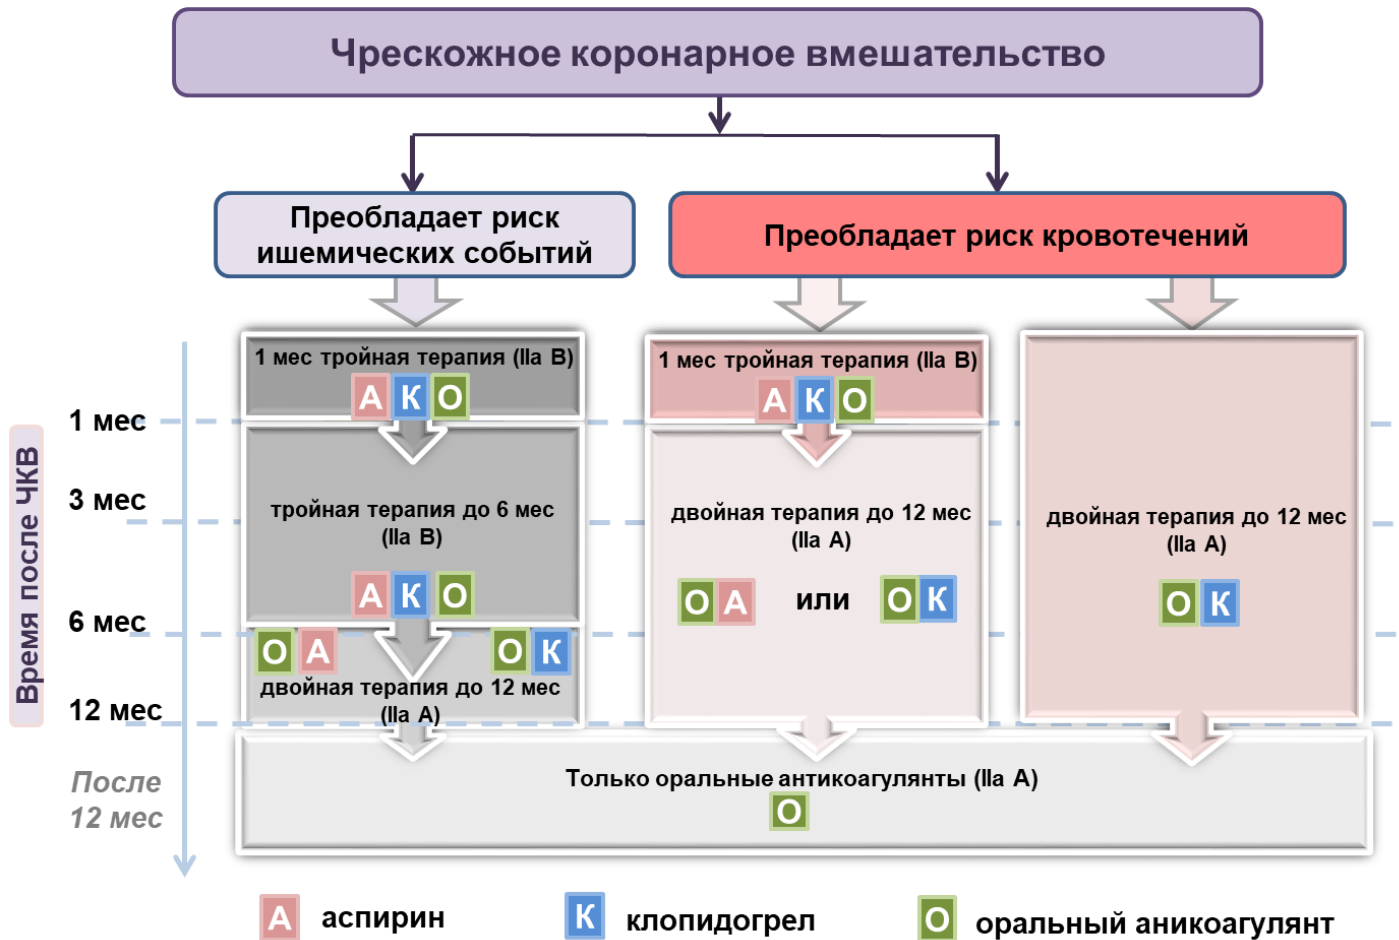 Чрескожное коронарное вмешательство
Преобладает риск
ишемических событий
Преобладает риск кровотечений
Время после ЧКВ
1 мес
3 мес
6 мес
12 мес
После
12 мес
1 мес тройная терапия (IIa B)
А К О
тройная терапия до 6 мес
(IIa B)
А К О
О А
О К
двойная терапия до 12 мес
(IIa A)
1 мес тройная терапия (IIa B)
А К О
двойная терапия до 12 мес
(IIa A)
О А или О К
двойная терапия до 12 мес
(IIa A)
О К
Только оральные антикоагулянты (IIa A)
О
А аспирин
К клопидогрел
О оральный аникоагулянт